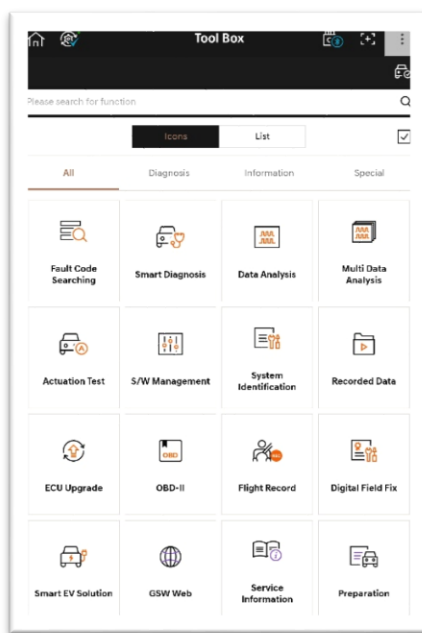 Tool Box
Please search for function
Icons List
All Diagnosis Information Special
Fault Code
Searching
Smart Diagnosis
Data Analysis
Multi Data
Analysis
Actuation Test
S/W Management
System
Identification
Recorded Data
ECU Upgrade
OBD
OBD-II
Flight Record
Digital Field Fix
Smart EV Solution
GSW Web
Service
Information
Preparation